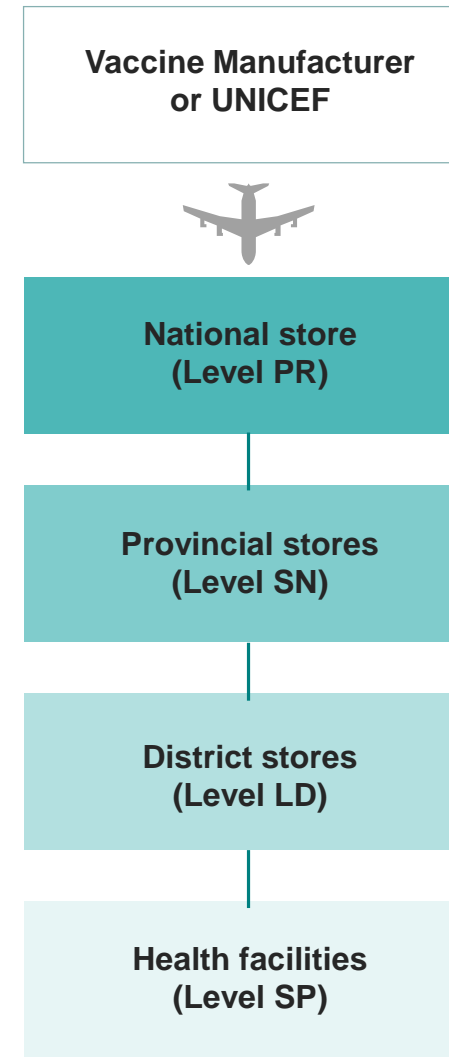 Vaccine Manufacturer
or UNICEF
National store
(Level PR)
Provincial stores
(Level SN)
District stores
(Level LD)
Health facilities
(Level SP)